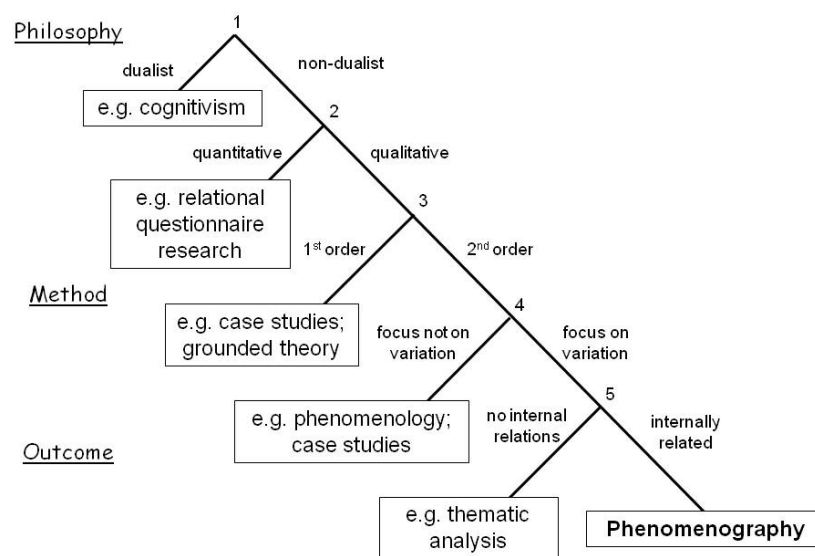 1
Philosophy
dualist
non-dualist
e.g. cognitivism
2
quantitative
qualitative
e.g. relational
questionnaire
research
3
1st order
2nd order
Method
4
e.g. case studies;
grounded theory
focus not on
variation
focus on
variation
5
e.g. phenomenology;
case studies
no internal
relations
internally
related
Outcome
e.g. thematic
analysis
Phenomenography